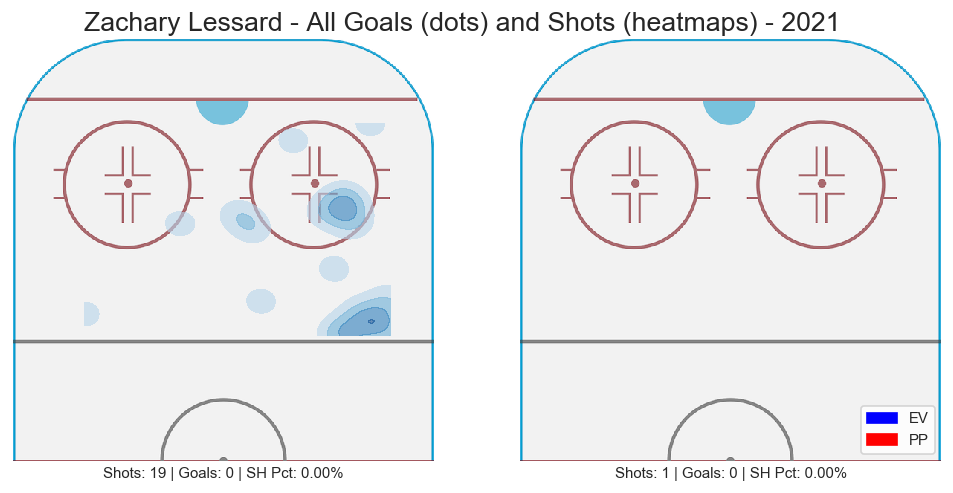 Zachary Lessard - All Goals (dots) and Shots (heatmaps) - 2021
EV
PP
Shots: 19 | Goals: 0 | SH Pct: 0.00%
Shots: 1 | Goals: 0 | SH Pct: 0.00%